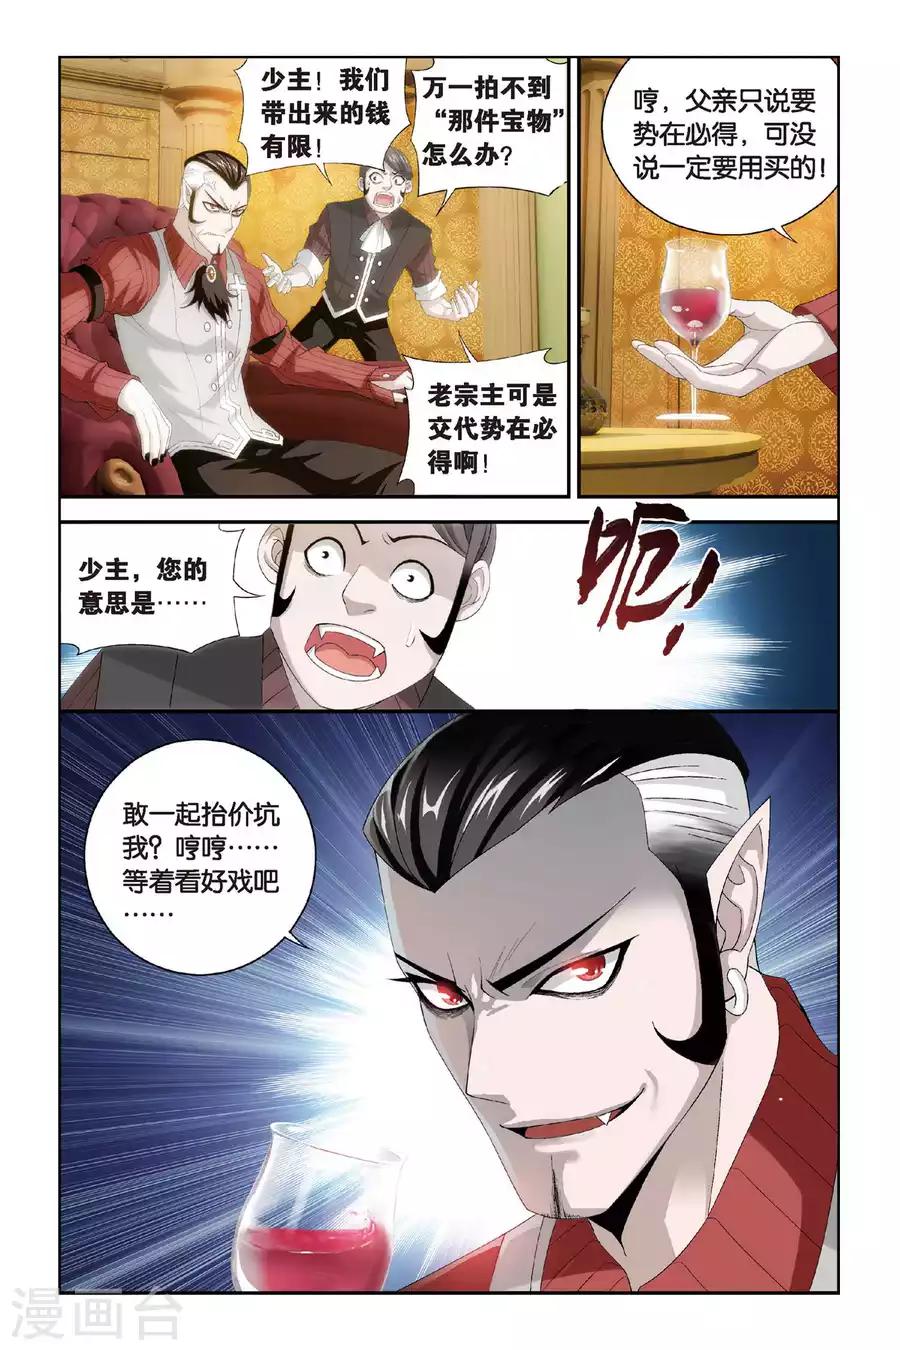 少主！我们
带出来的钱
有限！
万一拍不到
“那件宝物”
怎么办？
老宗主可是
交代势在必
得啊！
哼，父亲只说要
势在必得，可没
说一定要用买的！
少主，您的
意思是……
呃！
敢一起抬价坑
我？哼哼……
等着看好戏吧
……
漫画台